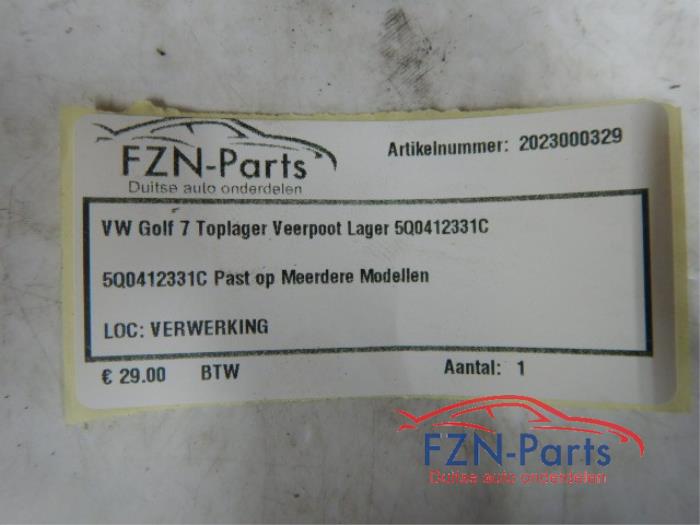 FZN-Parts
Duitse auto onderdelen
Artikelnummer: 2023000329
VW Golf 7 Toplager Veerpoot Lager 5Q0412331C
5Q0412331C Past op Meerdere Modellen
LOC: VERWERKING
€ 29.00 BTW Aantal: 1
FZN-Parts
Duitse auto onderdelen